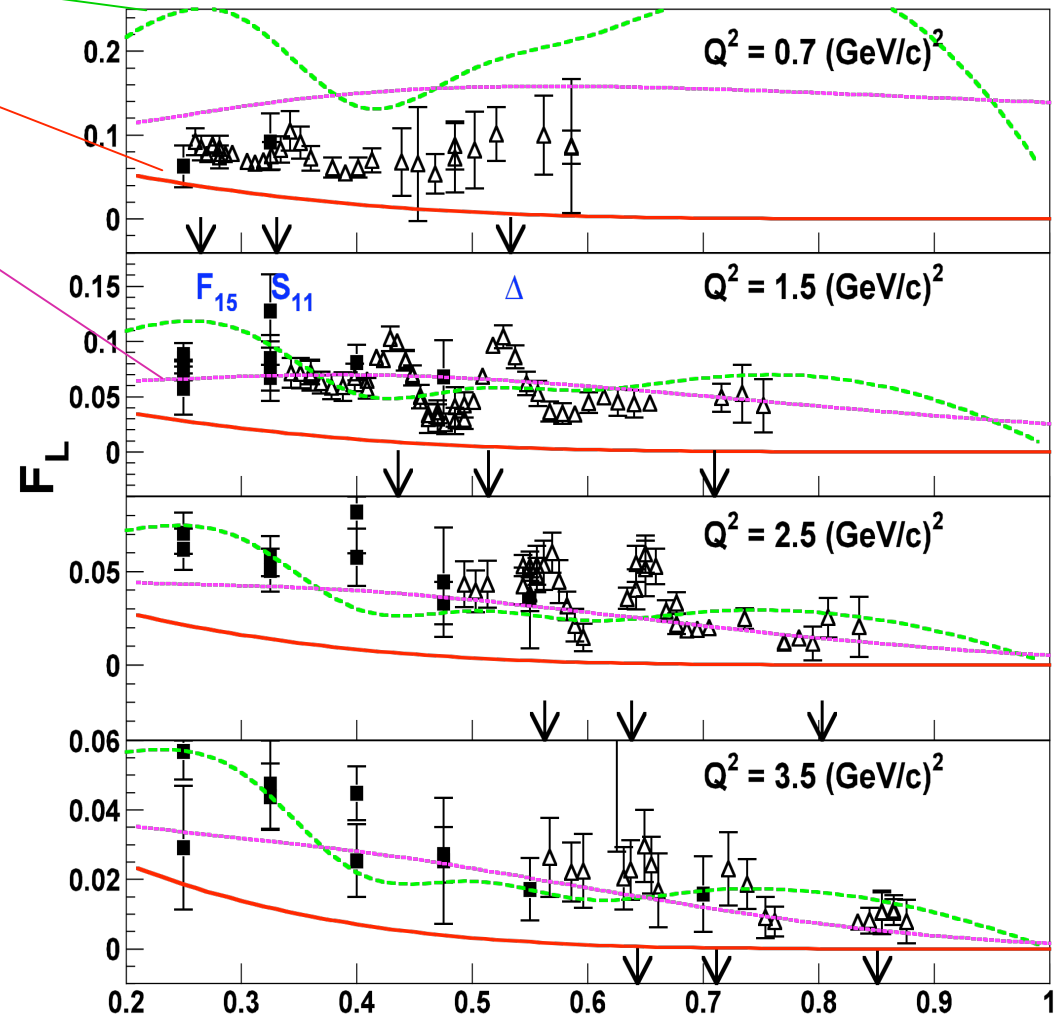 Q² = 0.7 (GeV/c)²
0.2
0.1
0
F₁₅ S₁₁ Δ Q² = 1.5 (GeV/c)²
0.15
0.1
0.05
0
F_L
Q² = 2.5 (GeV/c)²
0.05
0
Q² = 3.5 (GeV/c)²
0.06
0.04
0.02
0
0.2 0.3 0.4 0.5 0.6 0.7 0.8 0.9 1